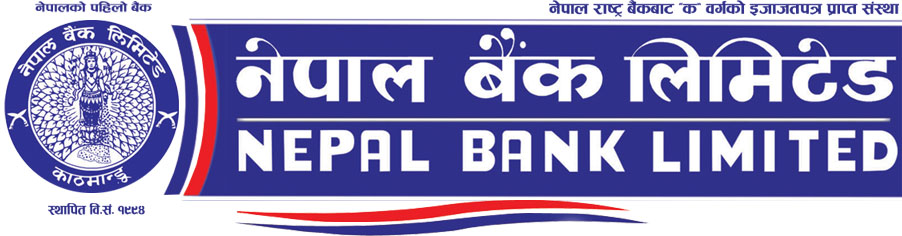 नेपालको पहिलो बैंक
नेपाल राष्ट्र बैंकबाट "क" वर्गको इजाजतपत्र प्राप्त संस्था
नेपाल बैंक लिमिटेड
काठमाण्डू
नेपाल बैंक लिमिटेड
NEPAL BANK LIMITED
स्थापित वि.सं. १९९४